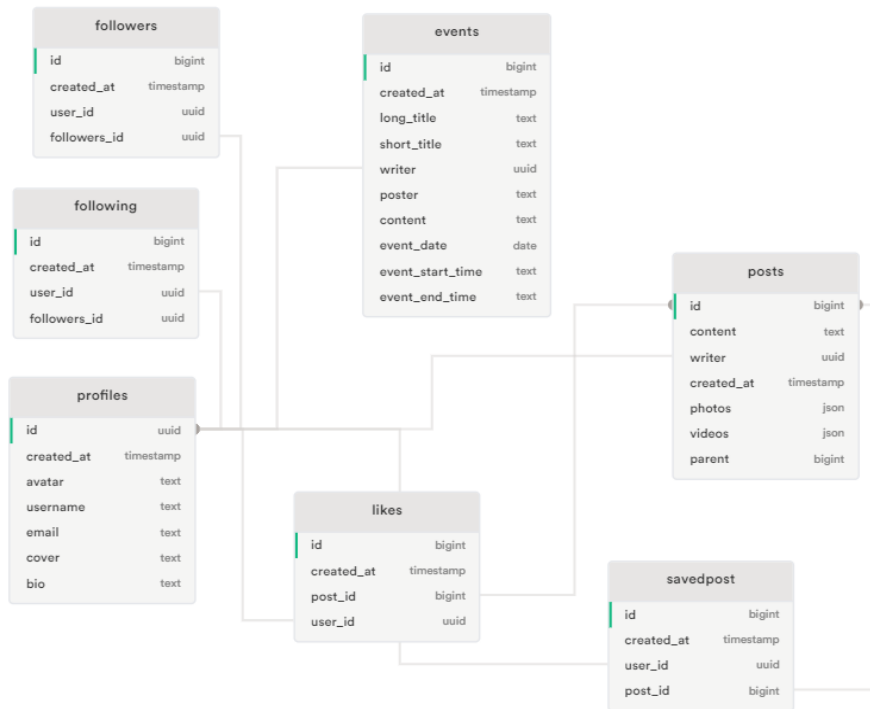 followers
id bigint
created_at timestamp
user_id uuid
followers_id uuid
following
id bigint
created_at timestamp
user_id uuid
followers_id uuid
profiles
id uuid
created_at timestamp
avatar text
username text
email text
cover text
bio text
events
id bigint
created_at timestamp
long_title text
short_title text
writer uuid
poster text
content text
event_date date
event_start_time text
event_end_time text
likes
id bigint
created_at timestamp
post_id bigint
user_id uuid
posts
id bigint
content text
writer uuid
created_at timestamp
photos json
videos json
parent bigint
savedpost
id bigint
created_at timestamp
user_id uuid
post_id bigint